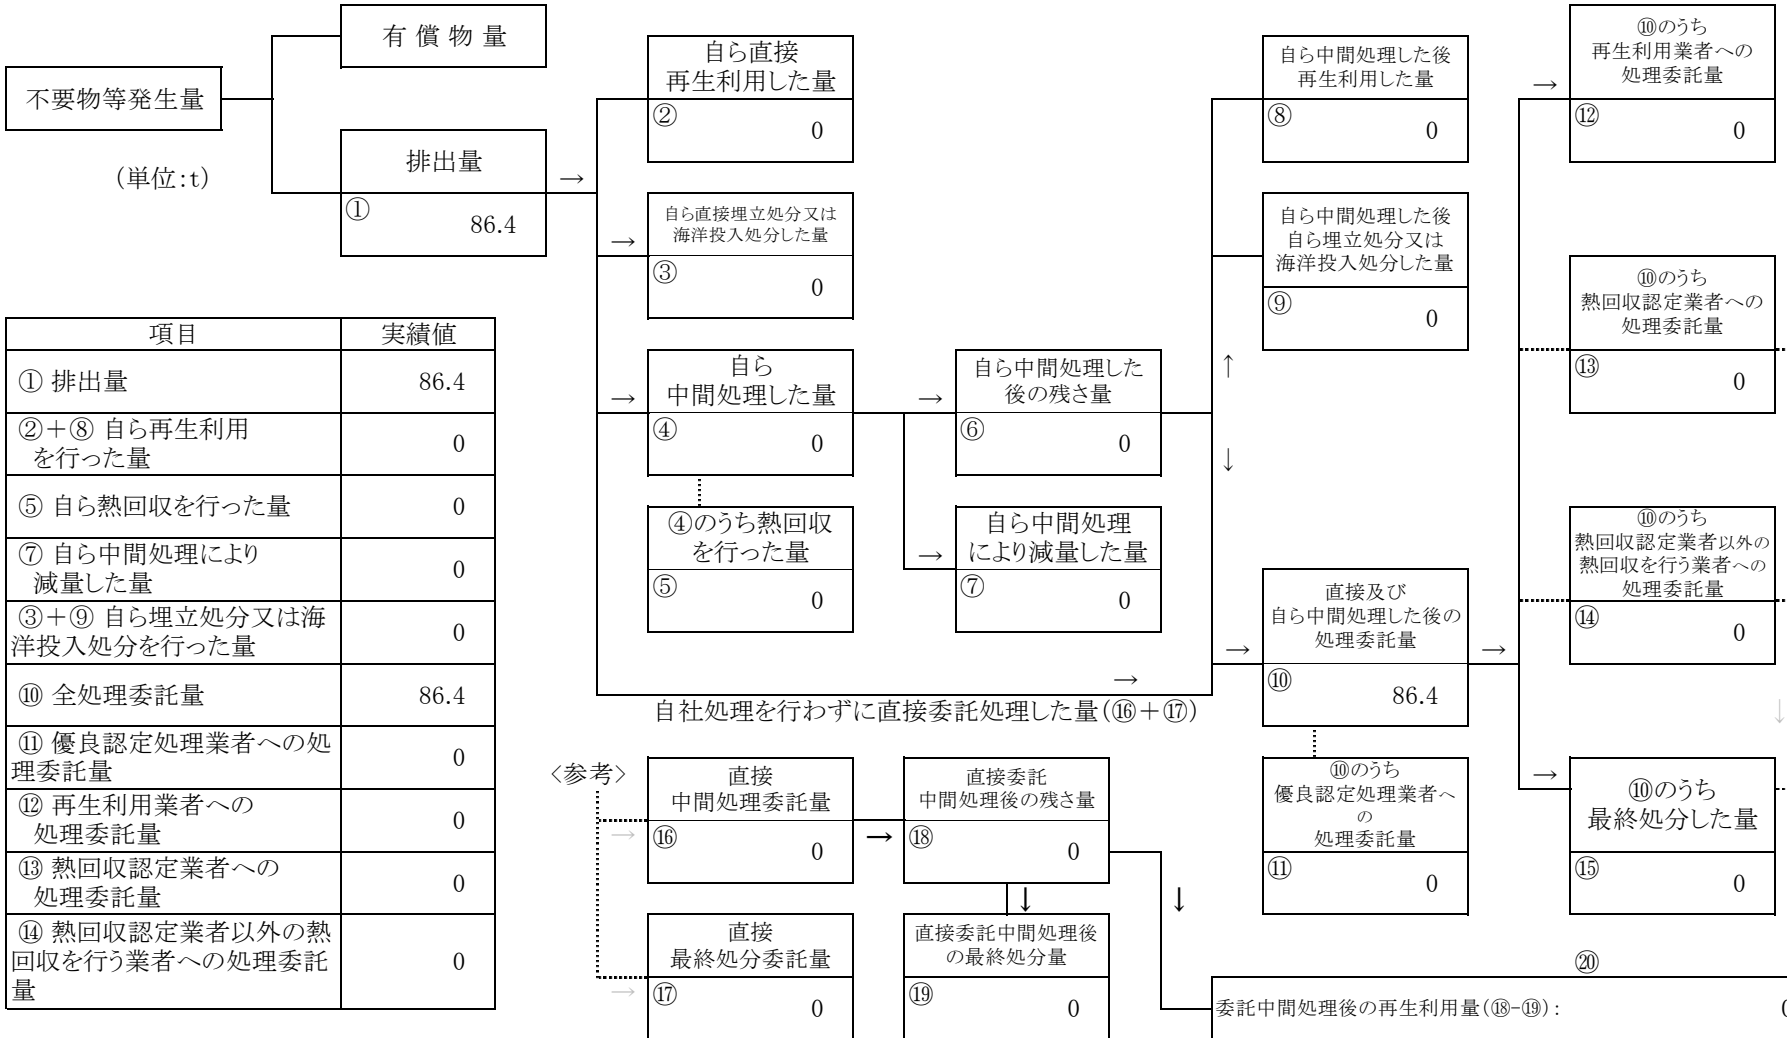 有 償 物 量
不要物等発生量
(単位:t)
排出量
①
86.4
→
自ら直接
再生利用した量
②
0
→
自ら直接埋立処分又は
海洋投入処分した量
③
0
→
自ら
中間処理した量
④
0
④のうち熱回収
を行った量
⑤
0
→
自ら中間処理した
後の残さ量
⑥
0
→
自ら中間処理
により減量した量
⑦
0
→
自社処理を行わずに直接委託処理した量(⑯+⑰)
↑
↓
自ら中間処理した後
再生利用した量
⑧
0
自ら中間処理した後
自ら埋立処分又は
海洋投入処分した量
⑨
0
→
直接及び
自ら中間処理した後の
処理委託量
⑩
86.4
→
⑩のうち
優良認定処理業者へ
の
処理委託量
⑪
0
→
⑩のうち
再生利用業者への
処理委託量
⑫
0
⑩のうち
熱回収認定業者への
処理委託量
⑬
0
⑩のうち
熱回収認定業者以外の
熱回収を行う業者への
処理委託量
⑭
0
↓
→
⑩のうち
最終処分した量
⑮
0
項目 実績値
① 排出量 86.4
②+⑧ 自ら再生利用
を行った量 0
⑤ 自ら熱回収を行った量 0
⑦ 自ら中間処理により
減量した量 0
③+⑨ 自ら埋立処分又は海
洋投入処分を行った量 0
⑩ 全処理委託量 86.4
⑪ 優良認定処理業者への処
理委託量 0
⑫ 再生利用業者への
処理委託量 0
⑬ 熱回収認定業者への
処理委託量 0
⑭ 熱回収認定業者以外の熱
回収を行う業者への処理委託
量 0
<参考>
→
直接
中間処理委託量
⑯
0
→
直接委託
中間処理後の残さ量
⑱
0
↓
↓
→
直接
最終処分委託量
⑰
0
直接委託中間処理後
の最終処分量
⑲
0
⑳
委託中間処理後の再生利用量(⑱-⑲): 0